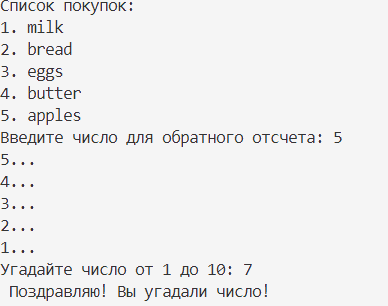 Список покупок:
1. milk
2. bread
3. eggs
4. butter
5. apples
Введите число для обратного отсчета: 5
5...
4...
3...
2...
1...
Угадайте число от 1 до 10: 7
Поздравляю! Вы угадали число!